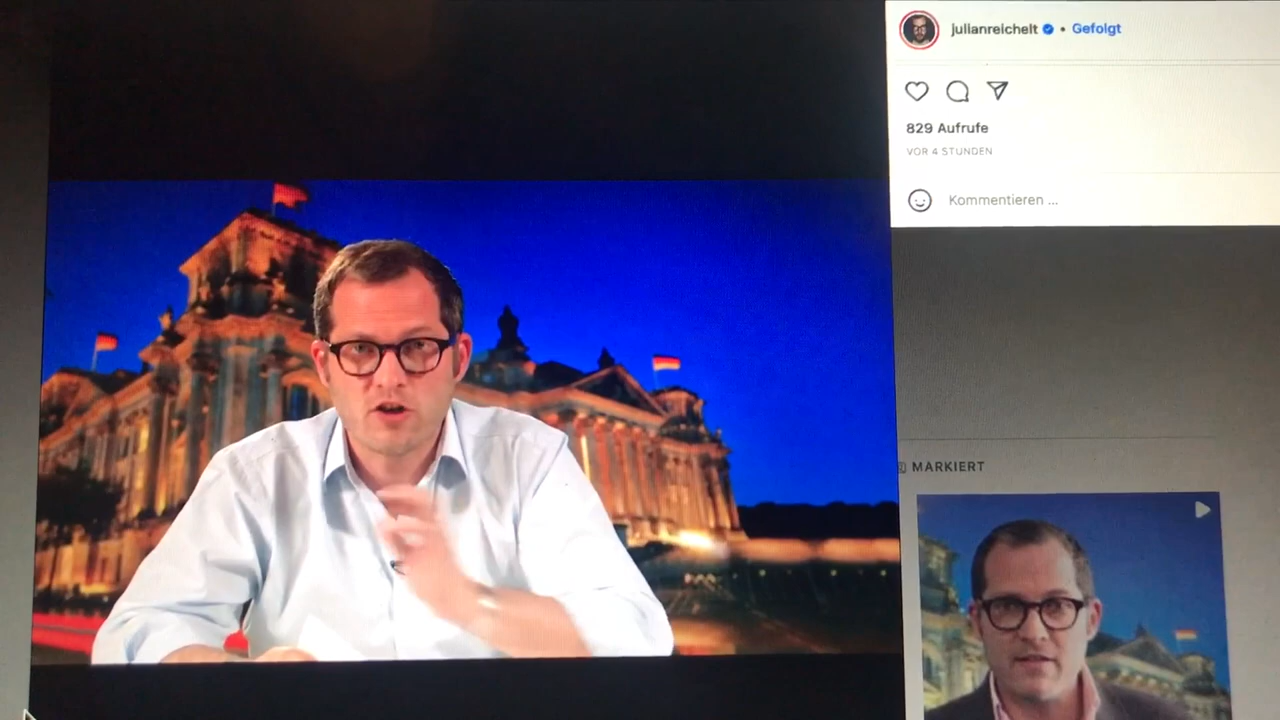 julianreichelt • Gefolgt
829 Aufrufe
VOR 4 STUNDEN
Kommentieren ...
MARKIERT